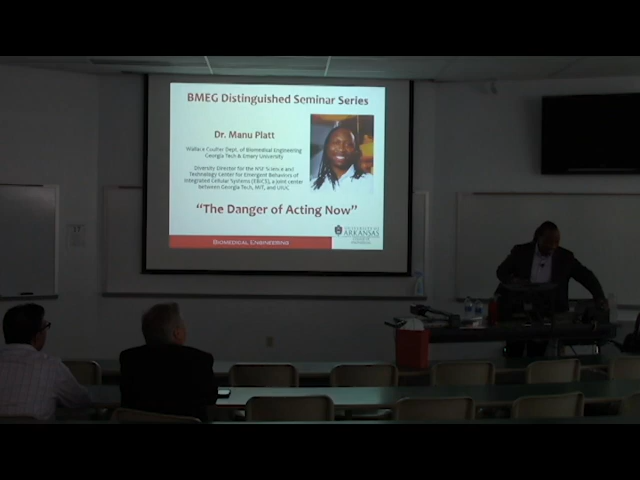 BMEG Distinguished Seminar Series
Dr. Manu Platt
Wallace Coulter Dept. of Biomedical Engineering
Georgia Tech & Emory University
Diversity Director for the NSF Science and
Technology Center for Emergent Behaviors of
Integrated Cellular Systems (EBICS), a joint center
between Georgia Tech, MIT, and UIUC
"The Danger of Acting Now"
BIOMEDICAL ENGINEERING
ARKANSAS